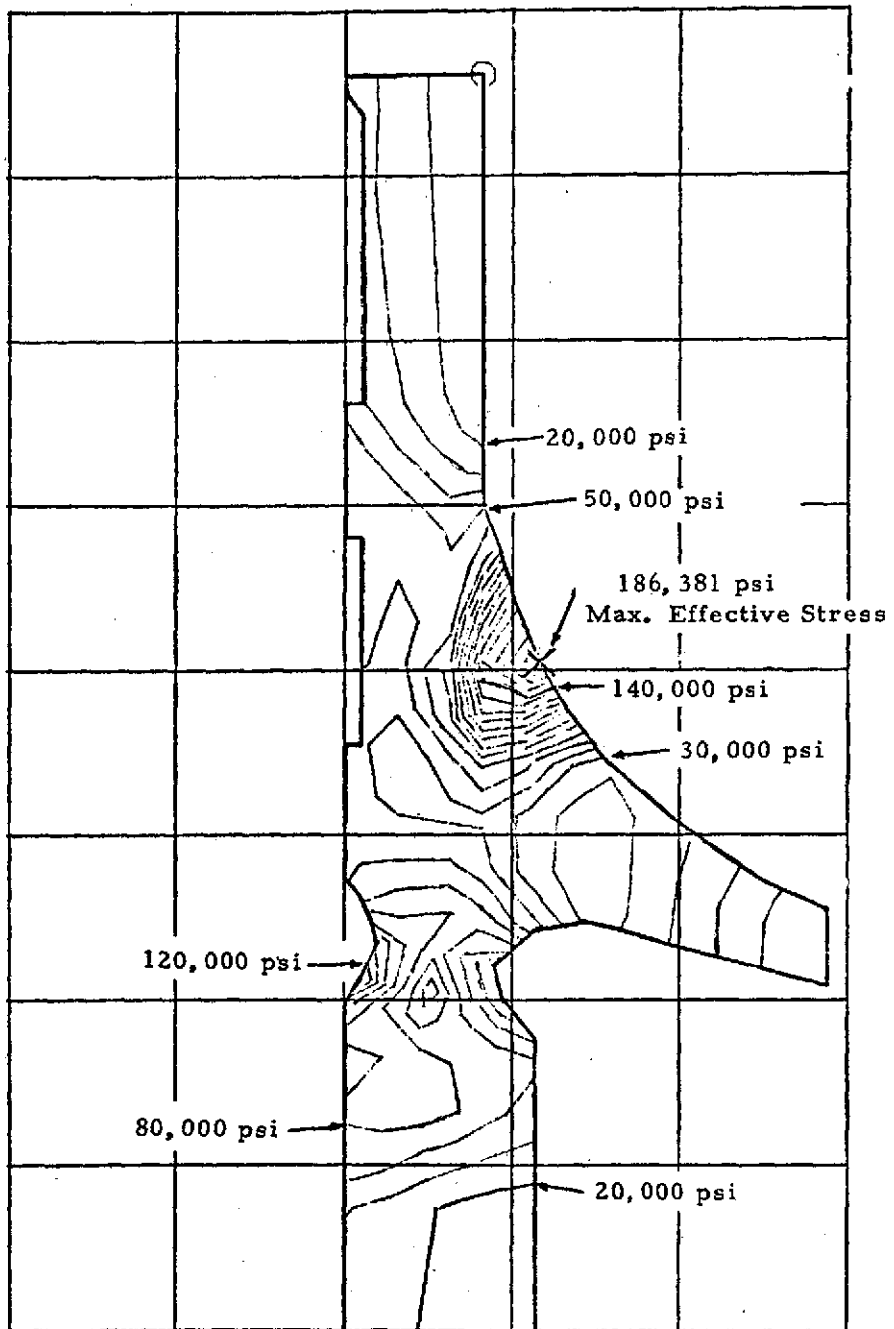 20,000 psi
50,000 psi
186,381 psi
Max. Effective Stress
140,000 psi
30,000 psi
120,000 psi
80,000 psi
20,000 psi